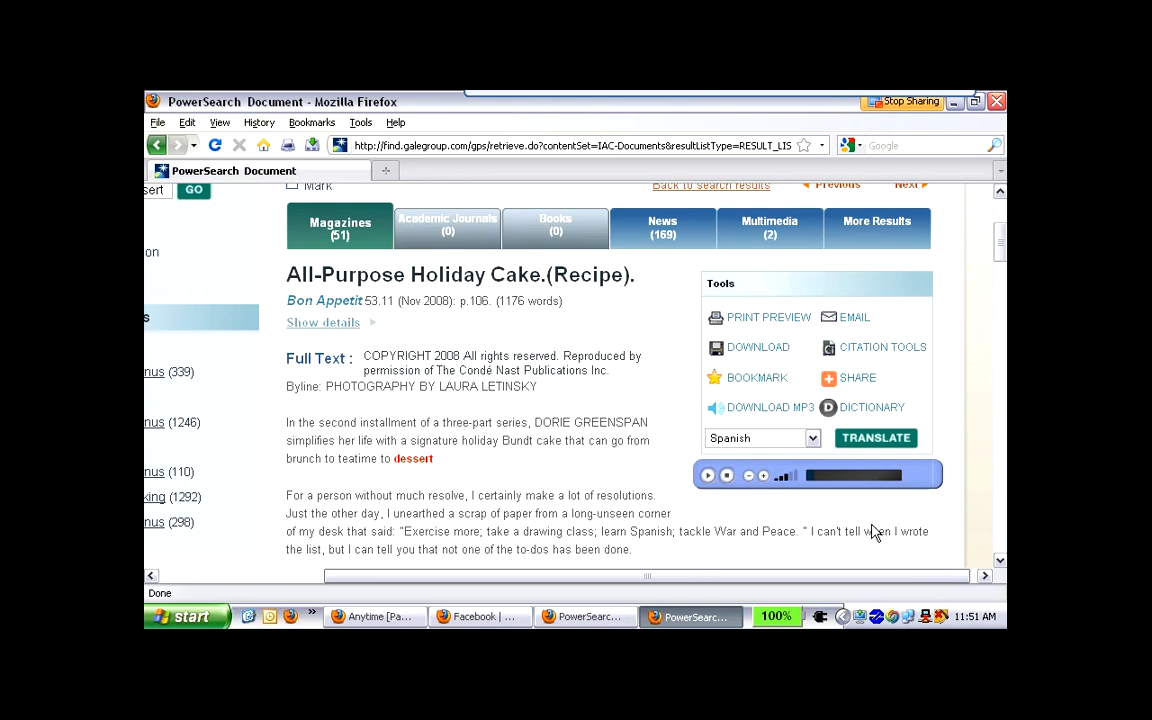 PowerSearch Document - Mozilla Firefox
Stop Sharing
File Edit View History Bookmarks Tools Help
http://find.galegroup.com/gps/retrieve.do?contentSet=IAC-Documents&resultListType=RESULT_LIS
Google
PowerSearch Document
sert GO
Mark
Back to search results Previous Next
Magazines (51)
Academic Journals (0)
Books (0)
News (169)
Multimedia (2)
More Results
on
s
nus (339)
nus (1246)
nus (110)
king (1292)
nus (298)
All-Purpose Holiday Cake.(Recipe).
Bon Appetit 53.11 (Nov 2008): p.106. (1176 words)
Show details
Full Text : COPYRIGHT 2008 All rights reserved. Reproduced by
permission of The Condé Nast Publications Inc.
Byline: PHOTOGRAPHY BY LAURA LETINSKY
In the second installment of a three-part series, DORIE GREENSPAN
simplifies her life with a signature holiday Bundt cake that can go from
brunch to teatime to dessert
For a person without much resolve, I certainly make a lot of resolutions.
Just the other day, I unearthed a scrap of paper from a long-unseen corner
of my desk that said: "Exercise more; take a drawing class; learn Spanish; tackle War and Peace. " I can't tell when I wrote
the list, but I can tell you that not one of the to-dos has been done.
Tools
PRINT PREVIEW EMAIL
DOWNLOAD CITATION TOOLS
BOOKMARK SHARE
DOWNLOAD MP3 D DICTIONARY
Spanish TRANSLATE
Done
start
Anytime [Pa...
Facebook | ...
PowerSearc...
PowerSearc...
100%
11:51 AM